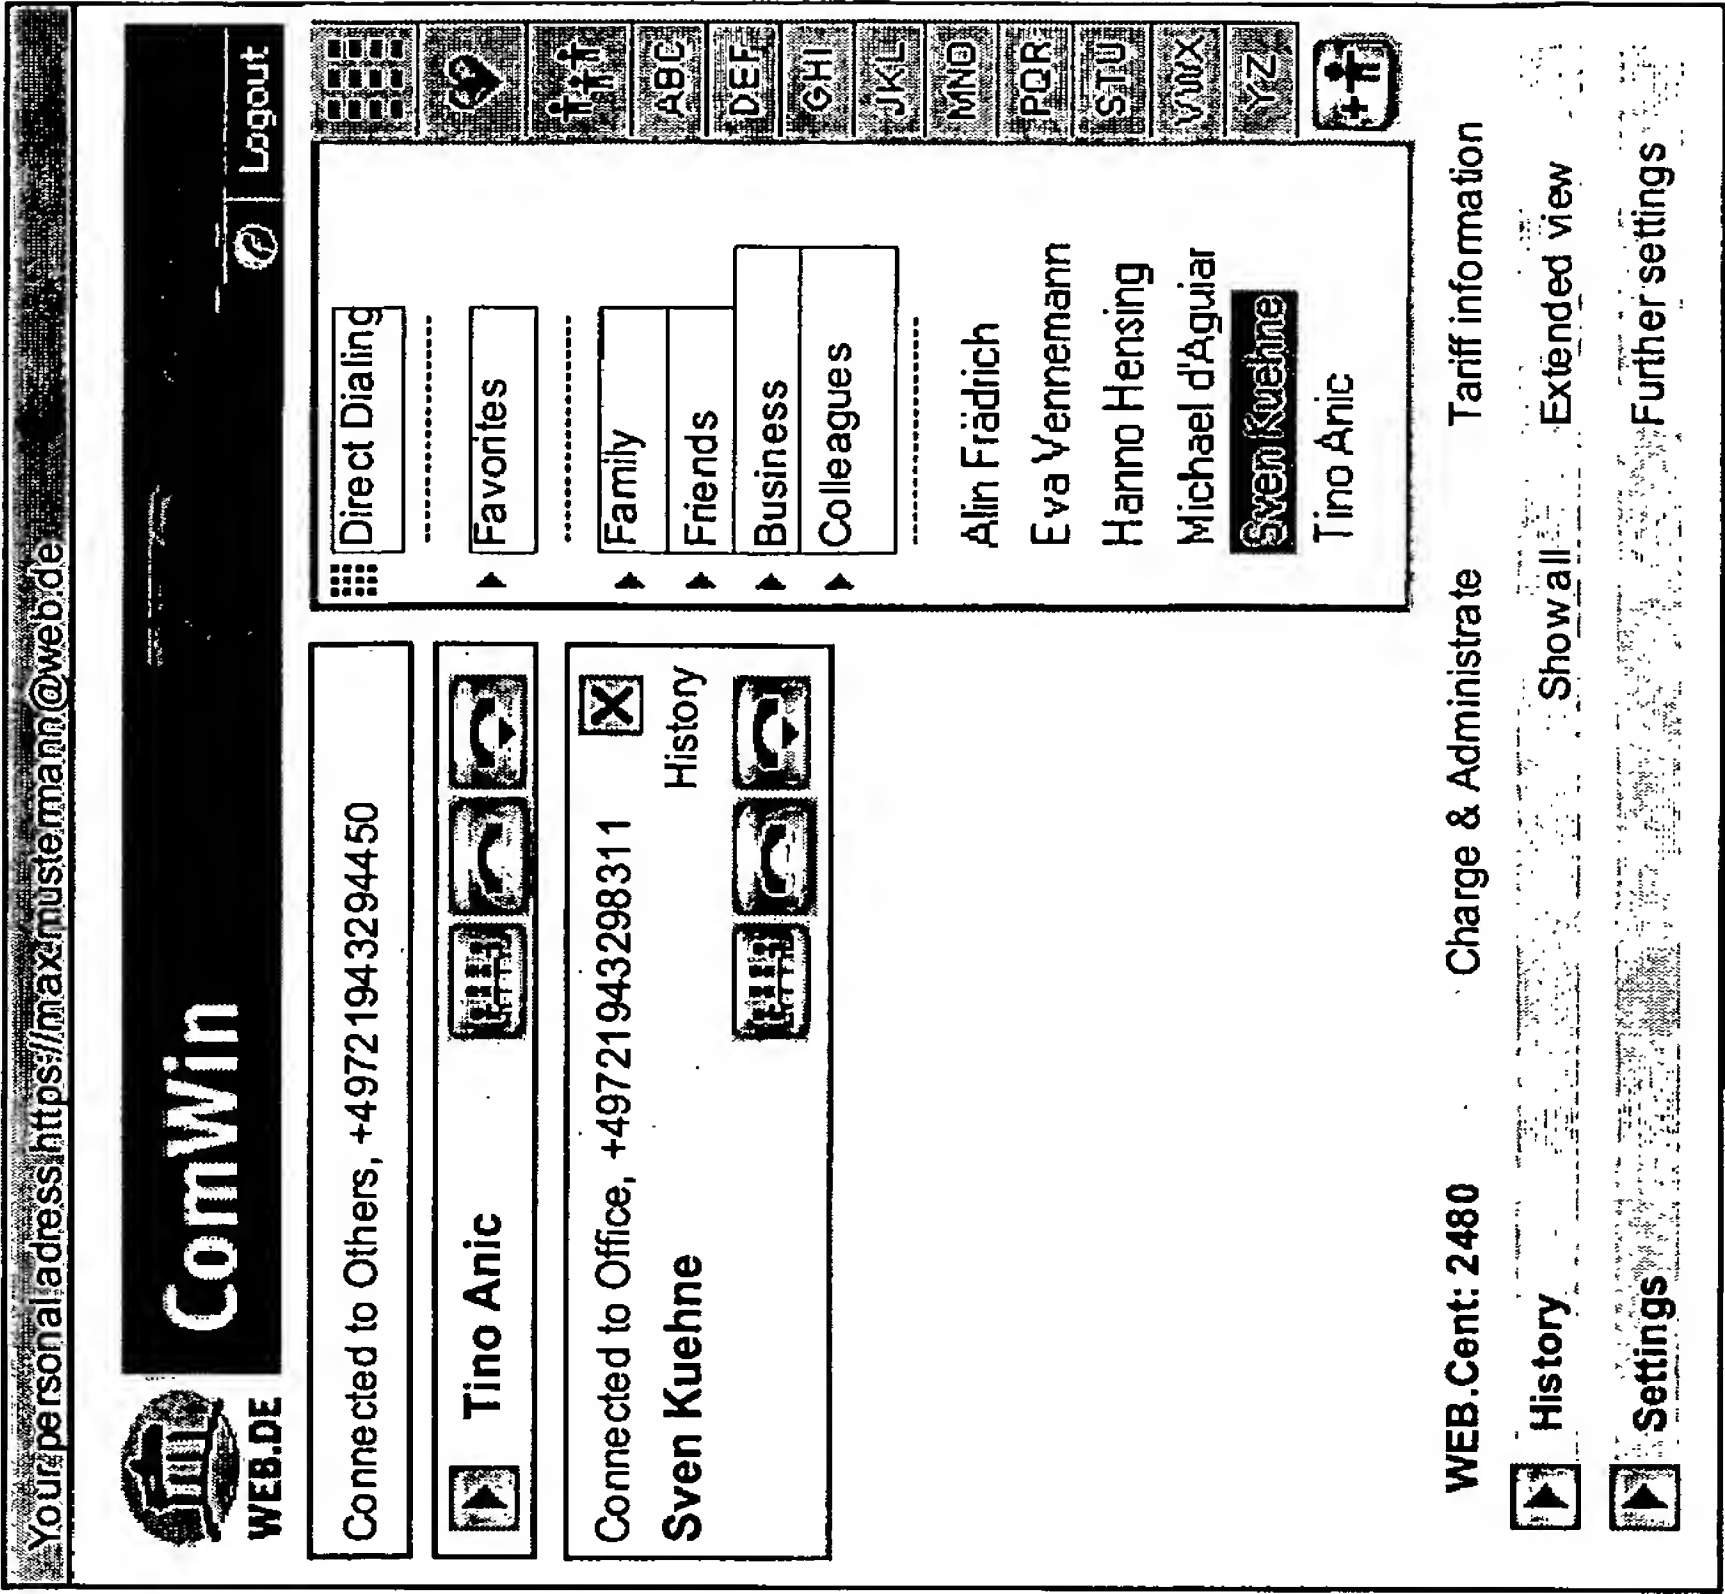 Your personal adress https://max.mustemann@web.de
WEB.DE
ComWin
Logout
Connected to Others, +49721943294450
Tino Anic
Connected to Office, +49721943298311
Sven Kuehne
History
Direct Dialing
Favorites
Family
Friends
Business
Colleagues
Alin Frädrich
Eva Vennemann
Hanno Hensing
Michael d'Aguiar
Sven Kuehne
Tino Anic
ABC
DEF
GHI
JKL
MNO
PQR
STU
VWX
YZ
WEB.Cent: 2480 Charge & Administrate Tariff information
History Show all Extended view
Settings Further settings